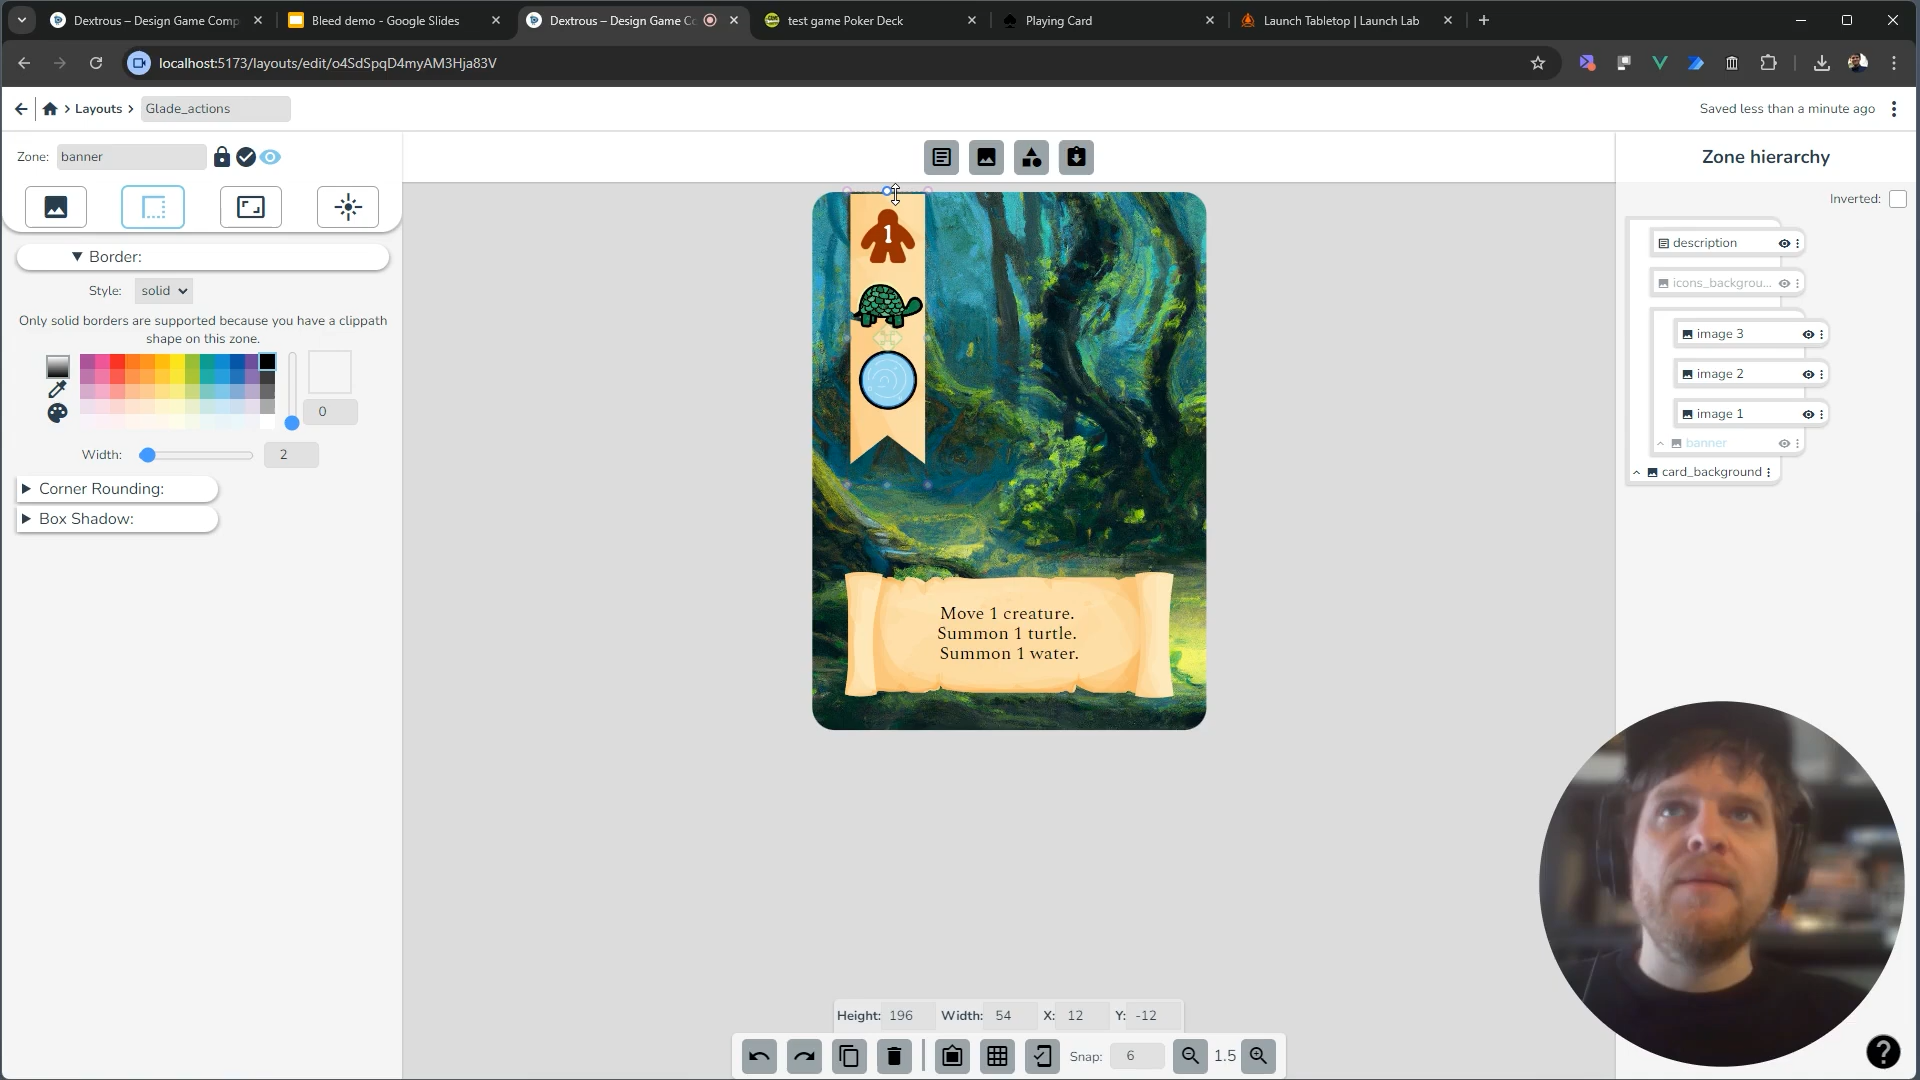 Dextrous – Design Game Comp
Bleed demo - Google Slides
Dextrous – Design Game Co
test game Poker Deck
Playing Card
Launch Tabletop | Launch Lab
localhost:5173/layouts/edit/o4SdSpqD4myAM3Hja83V
Layouts
Glade_actions
Saved less than a minute ago
Zone:
banner
Zone hierarchy
Inverted:
Border:
Style:
solid
Only solid borders are supported because you have a clippath
shape on this zone.
0
Width:
2
Corner Rounding:
Box Shadow:
1
Move 1 creature.
Summon 1 turtle.
Summon 1 water.
description
icons_backgrou...
image 3
image 2
image 1
banner
card_background
Height: 196 Width: 54 X: 12 Y: -12
Snap: 6
1.5
?